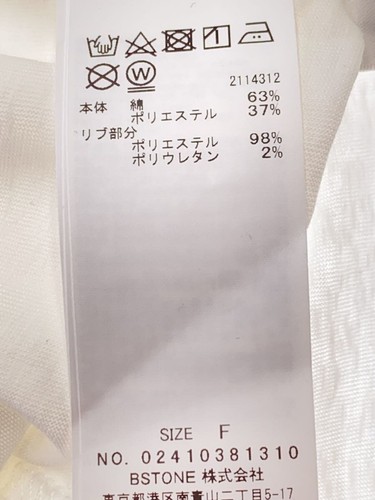 W
2114312
本体 綿 63%
ポリエステル 37%
リブ部分
ポリエステル 98%
ポリウレタン 2%
SIZE F
NO. 02410381310
BSTONE 株式会社
東京都港区南青山二丁目5-17